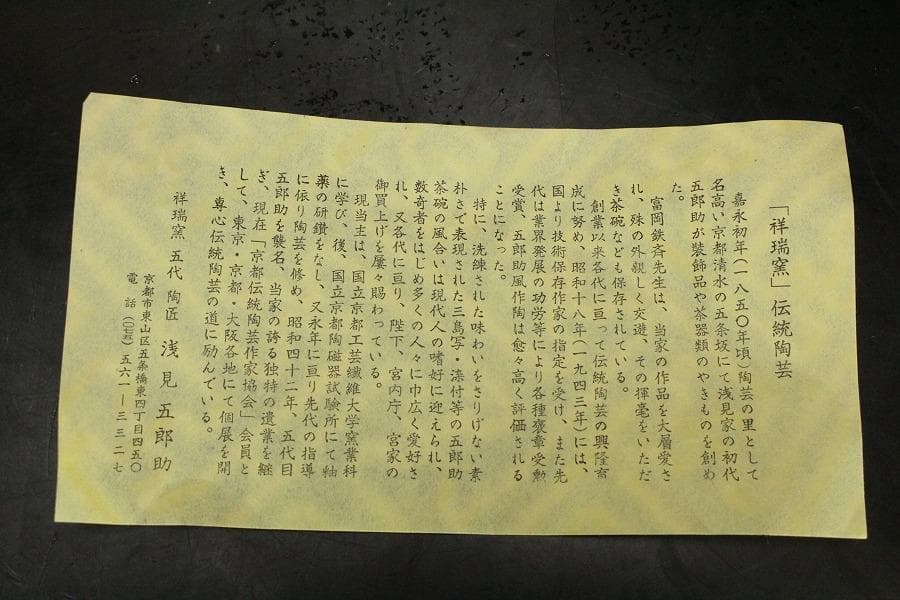 「祥瑞窯」伝統陶芸
嘉永初年(一八五〇年頃)陶芸の里として
名高い京都清水の五条坂にて浅見家の初代
五郎助が装飾品や茶器類のやきものを創め
た。
富岡鉄斉先生は、当家の作品を大層愛さ
れ、殊の外親しく交遊、その揮毫をいただ
き茶碗なども保存されている。
創業以来各代に亘って伝統陶芸の興隆育
成に努め、昭和十八年(一九四三年)には、
国より技術保存作家の指定を受け、また先
代は業界発展の功労等により各種褒章受勲
受賞、五郎助風作陶は愈々高く評価される
ことになった。
特に、洗練された味わいをさりげない素
朴さで表現された三島写・染付等の五郎助
茶碗の風合いは現代人の嗜好に迎えられ、
数奇者をはじめ多くの人々に巾広く愛好さ
れ、又各代に亘り、陛下、宮内庁、宮家の
御買上げを屡々賜わっている。
現当主は、国立京都工芸繊維大学窯業科
に学び、後、国立京都陶磁器試験所にて釉
薬の研鑽をなし、又永年に亘り先代の指導
に依り陶芸を修め、昭和四十二年、五代目
五郎助を襲名、当家の誇る独特の遺業を継
ぎ、現在「京都伝統陶芸作家協会」会員と
して、東京・京都・大阪各地にて個展を開
き、専心伝統陶芸の道に励んでいる。
祥瑞窯 五代 陶匠 浅見五郎助
京都市東山区五条橋東四丁目四五〇
電話(〇七五)五六一―三三二七